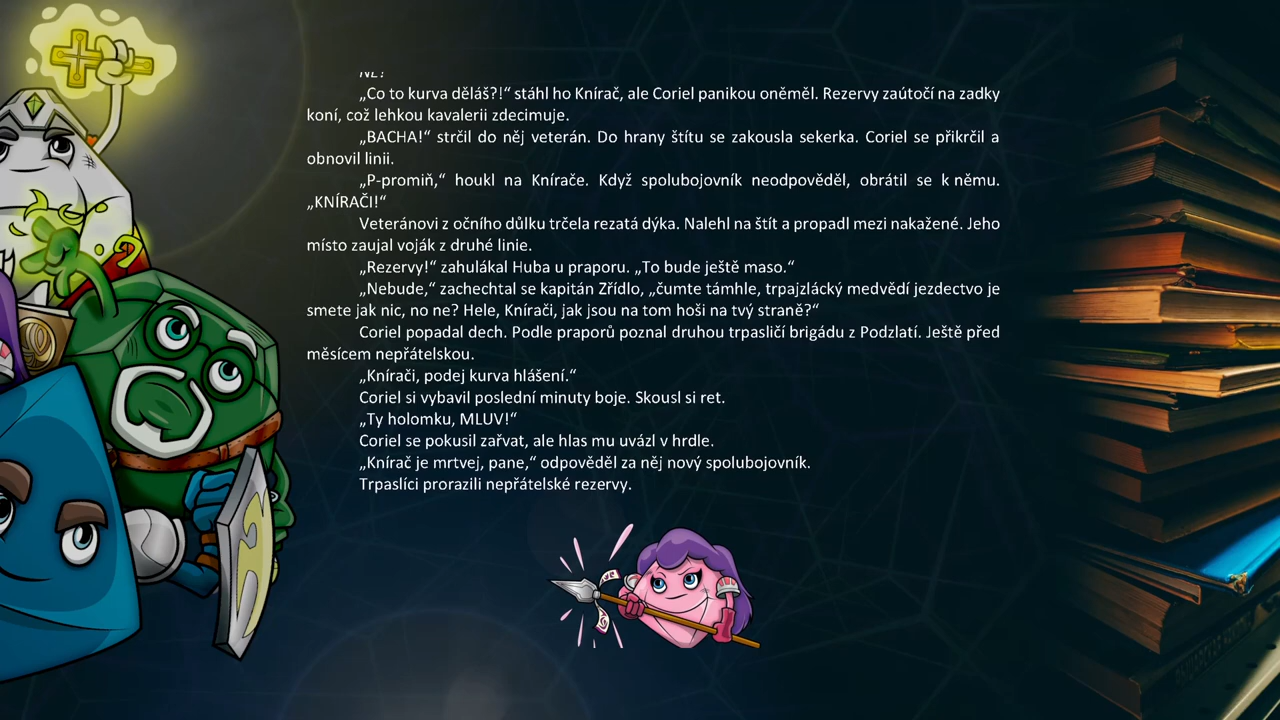 „Co to kurva děláš?!“ stáhl ho Knírač, ale Coriel panikou oněměl. Rezervy zaútočí na zadky
koní, což lehkou kavalerii zdecimuje.
„BACHA!“ strčil do něj veterán. Do hrany štítu se zakousla sekerka. Coriel se přikrčil a
obnovil linii.
„P-promiň,“ houkl na Knírače. Když spolubojovník neodpověděl, obrátil se k němu.
„KNÍRAČI!“
Veteránovi z očního důlku trčela rezatá dýka. Nalehl na štít a propadl mezi nakažené. Jeho
místo zaujal voják z druhé linie.
„Rezervy!“ zahulákal Huba u praporu. „To bude ještě maso.“
„Nebude,“ zachechtal se kapitán Zřídlo, „čumte támhle, trpajzlácký medvědí jezdectvo je
smete jak nic, no ne? Hele, Knírači, jak jsou na tom hoši na tvý straně?“
Coriel popadal dech. Podle praporů poznal druhou trpasličí brigádu z Podzlatí. Ještě před
měsícem nepřátelskou.
„Knírači, podej kurva hlášení.“
Coriel si vybavil poslední minuty boje. Skousl si ret.
„Ty holomku, MLUV!“
Coriel se pokusil zařvat, ale hlas mu uvázl v hrdle.
„Knírač je mrtvej, pane,“ odpověděl za něj nový spolubojovník.
Trpaslíci prorazili nepřátelské rezervy.